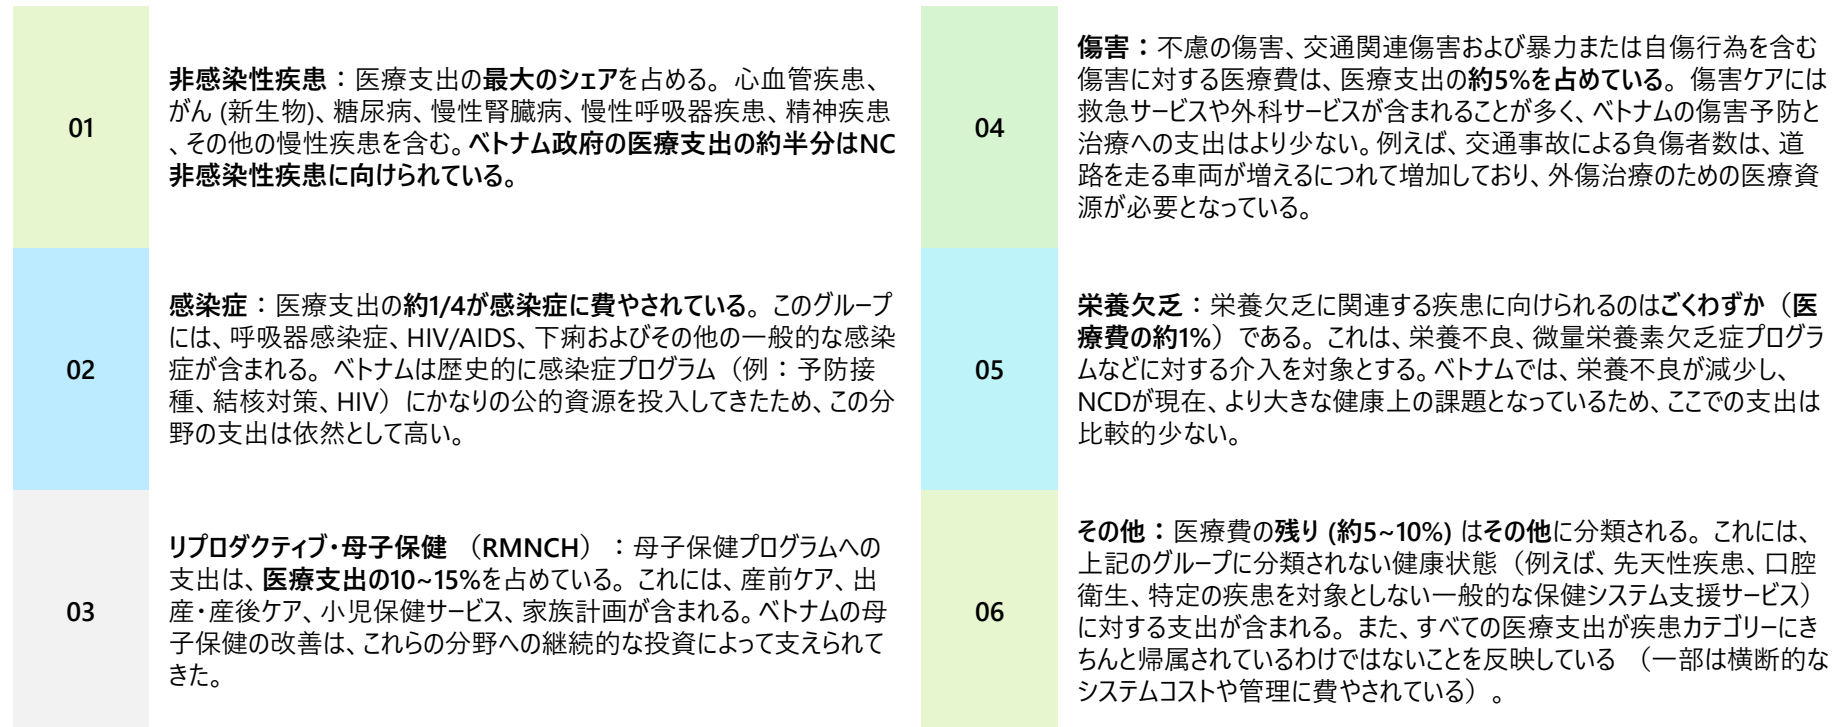 01
非感染性疾患：医療支出の最大のシェアを占める。心血管疾患、
がん (新生物)、糖尿病、慢性腎臓病、慢性呼吸器疾患、精神疾患
、その他の慢性疾患を含む。ベトナム政府の医療支出の約半分はNC
非感染性疾患に向けられている。
02
感染症：医療支出の約1/4が感染症に費やされている。このグループ
には、呼吸器感染症、HIV/AIDS、下痢およびその他の一般的な感染
症が含まれる。ベトナムは歴史的に感染症プログラム（例：予防接
種、結核対策、HIV）にかなりの公的資源を投入してきたため、この分
野の支出は依然として高い。
03
リプロダクティブ・母子保健 （RMNCH）：母子保健プログラムへの
支出は、医療支出の10~15%を占めている。これには、産前ケア、出
産・産後ケア、小児保健サービス、家族計画が含まれる。ベトナムの母
子保健の改善は、これらの分野への継続的な投資によって支えられて
きた。
04
傷害：不慮の傷害、交通関連傷害および暴力または自傷行為を含む
傷害に対する医療費は、医療支出の約5%を占めている。傷害ケアには
救急サービスや外科サービスが含まれることが多く、ベトナムの傷害予防と
治療への支出はより少ない。例えば、交通事故による負傷者数は、道
路を走る車両が増えるにつれて増加しており、外傷治療のための医療資
源が必要となっている。
05
栄養欠乏：栄養欠乏に関連する疾患に向けられるのはごくわずか（医
療費の約1%）である。これは、栄養不良、微量栄養素欠乏症プログラ
ムなどに対する介入を対象とする。ベトナムでは、栄養不良が減少し、
NCDが現在、より大きな健康上の課題となっているため、ここでの支出は
比較的少ない。
06
その他：医療費の残り (約5~10%) はその他に分類される。これには、
上記のグループに分類されない健康状態（例えば、先天性疾患、口腔
衛生、特定の疾患を対象としない一般的な保健システム支援サービス）
に対する支出が含まれる。また、すべての医療支出が疾患カテゴリーにき
ちんと帰属されているわけではないことを反映している （一部は横断的な
システムコストや管理に費やされている）。